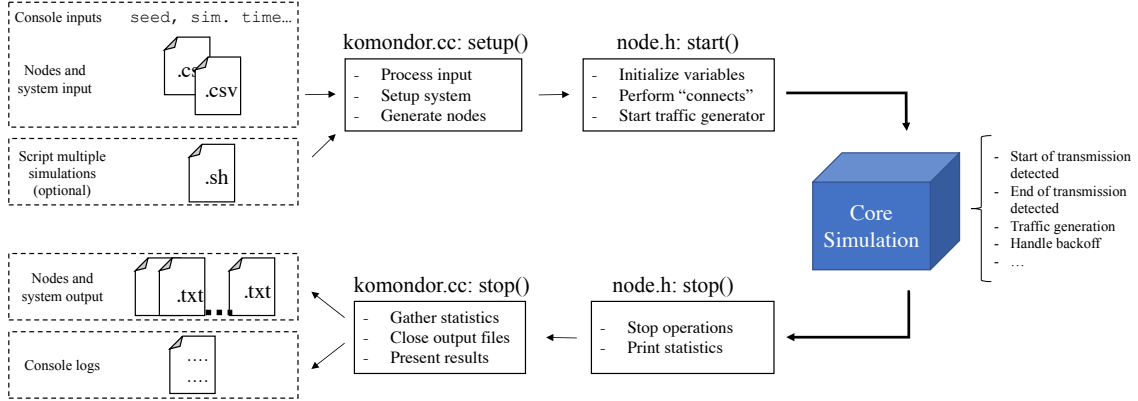 Console inputs seed, sim. time…
Nodes and
system input
.cs
.csv
Script multiple
simulations
(optional)
.sh
komondor.cc: setup()
- Process input
- Setup system
- Generate nodes
node.h: start()
- Initialize variables
- Perform “connects”
- Start traffic generator
Core
Simulation
- Start of transmission
detected
- End of transmission
detected
- Traffic generation
- Handle backoff
- …
Nodes and
system output
.txt
...
.txt
Console logs
....
....
komondor.cc: stop()
- Gather statistics
- Close output files
- Present results
node.h: stop()
- Stop operations
- Print statistics